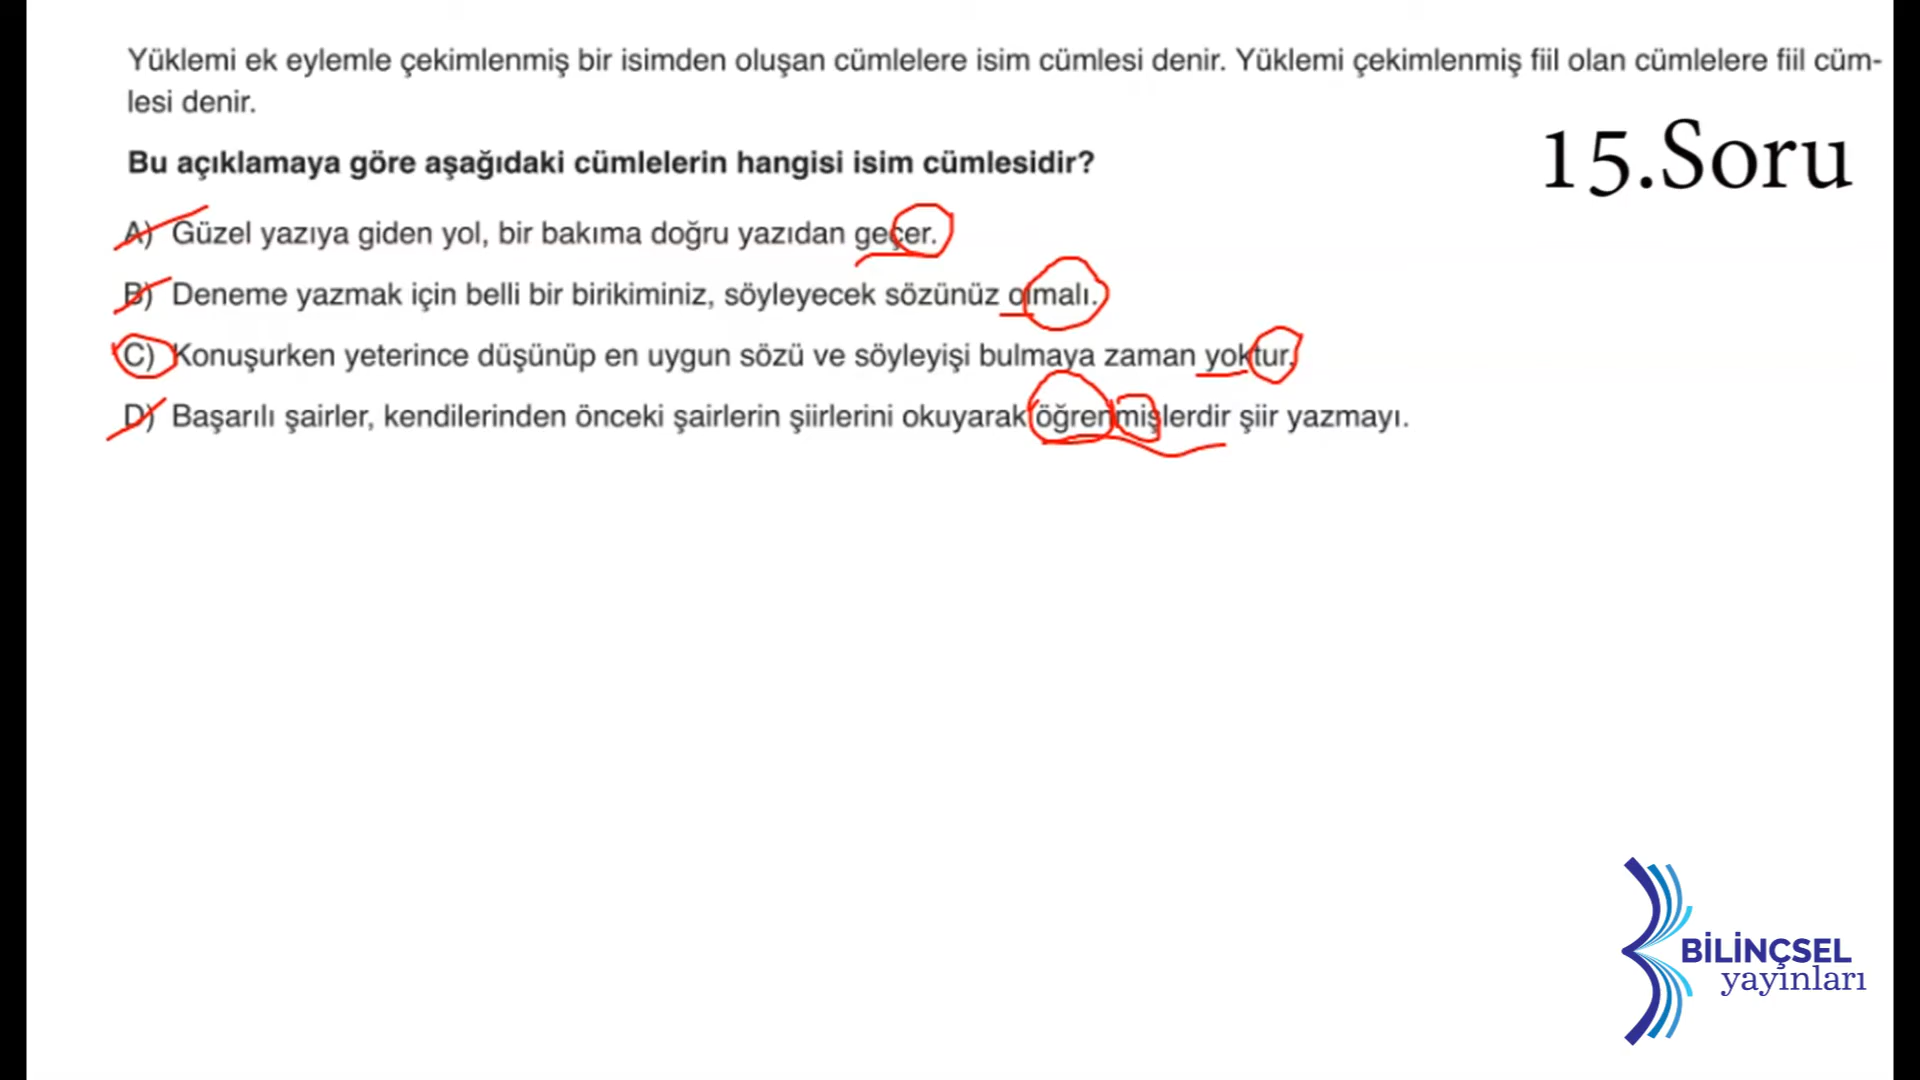 Yüklemi ek eylemle çekimlenmiş bir isimden oluşan cümlelere isim cümlesi denir. Yüklemi çekimlenmiş fiil olan cümlelere fiil cüm-
lesi denir.
15.Soru
Bu açıklamaya göre aşağıdaki cümlelerin hangisi isim cümlesidir?
A) Güzel yazıya giden yol, bir bakıma doğru yazıdan geçer.
B) Deneme yazmak için belli bir birikiminiz, söyleyecek sözünüz olmalı.
C) Konuşurken yeterince düşünüp en uygun sözü ve söyleyişi bulmaya zaman yoktur.
D) Başarılı şairler, kendilerinden önceki şairlerin şiirlerini okuyarak öğrenmişlerdir şiir yazmayı.
BİLİNÇSEL
yayınları